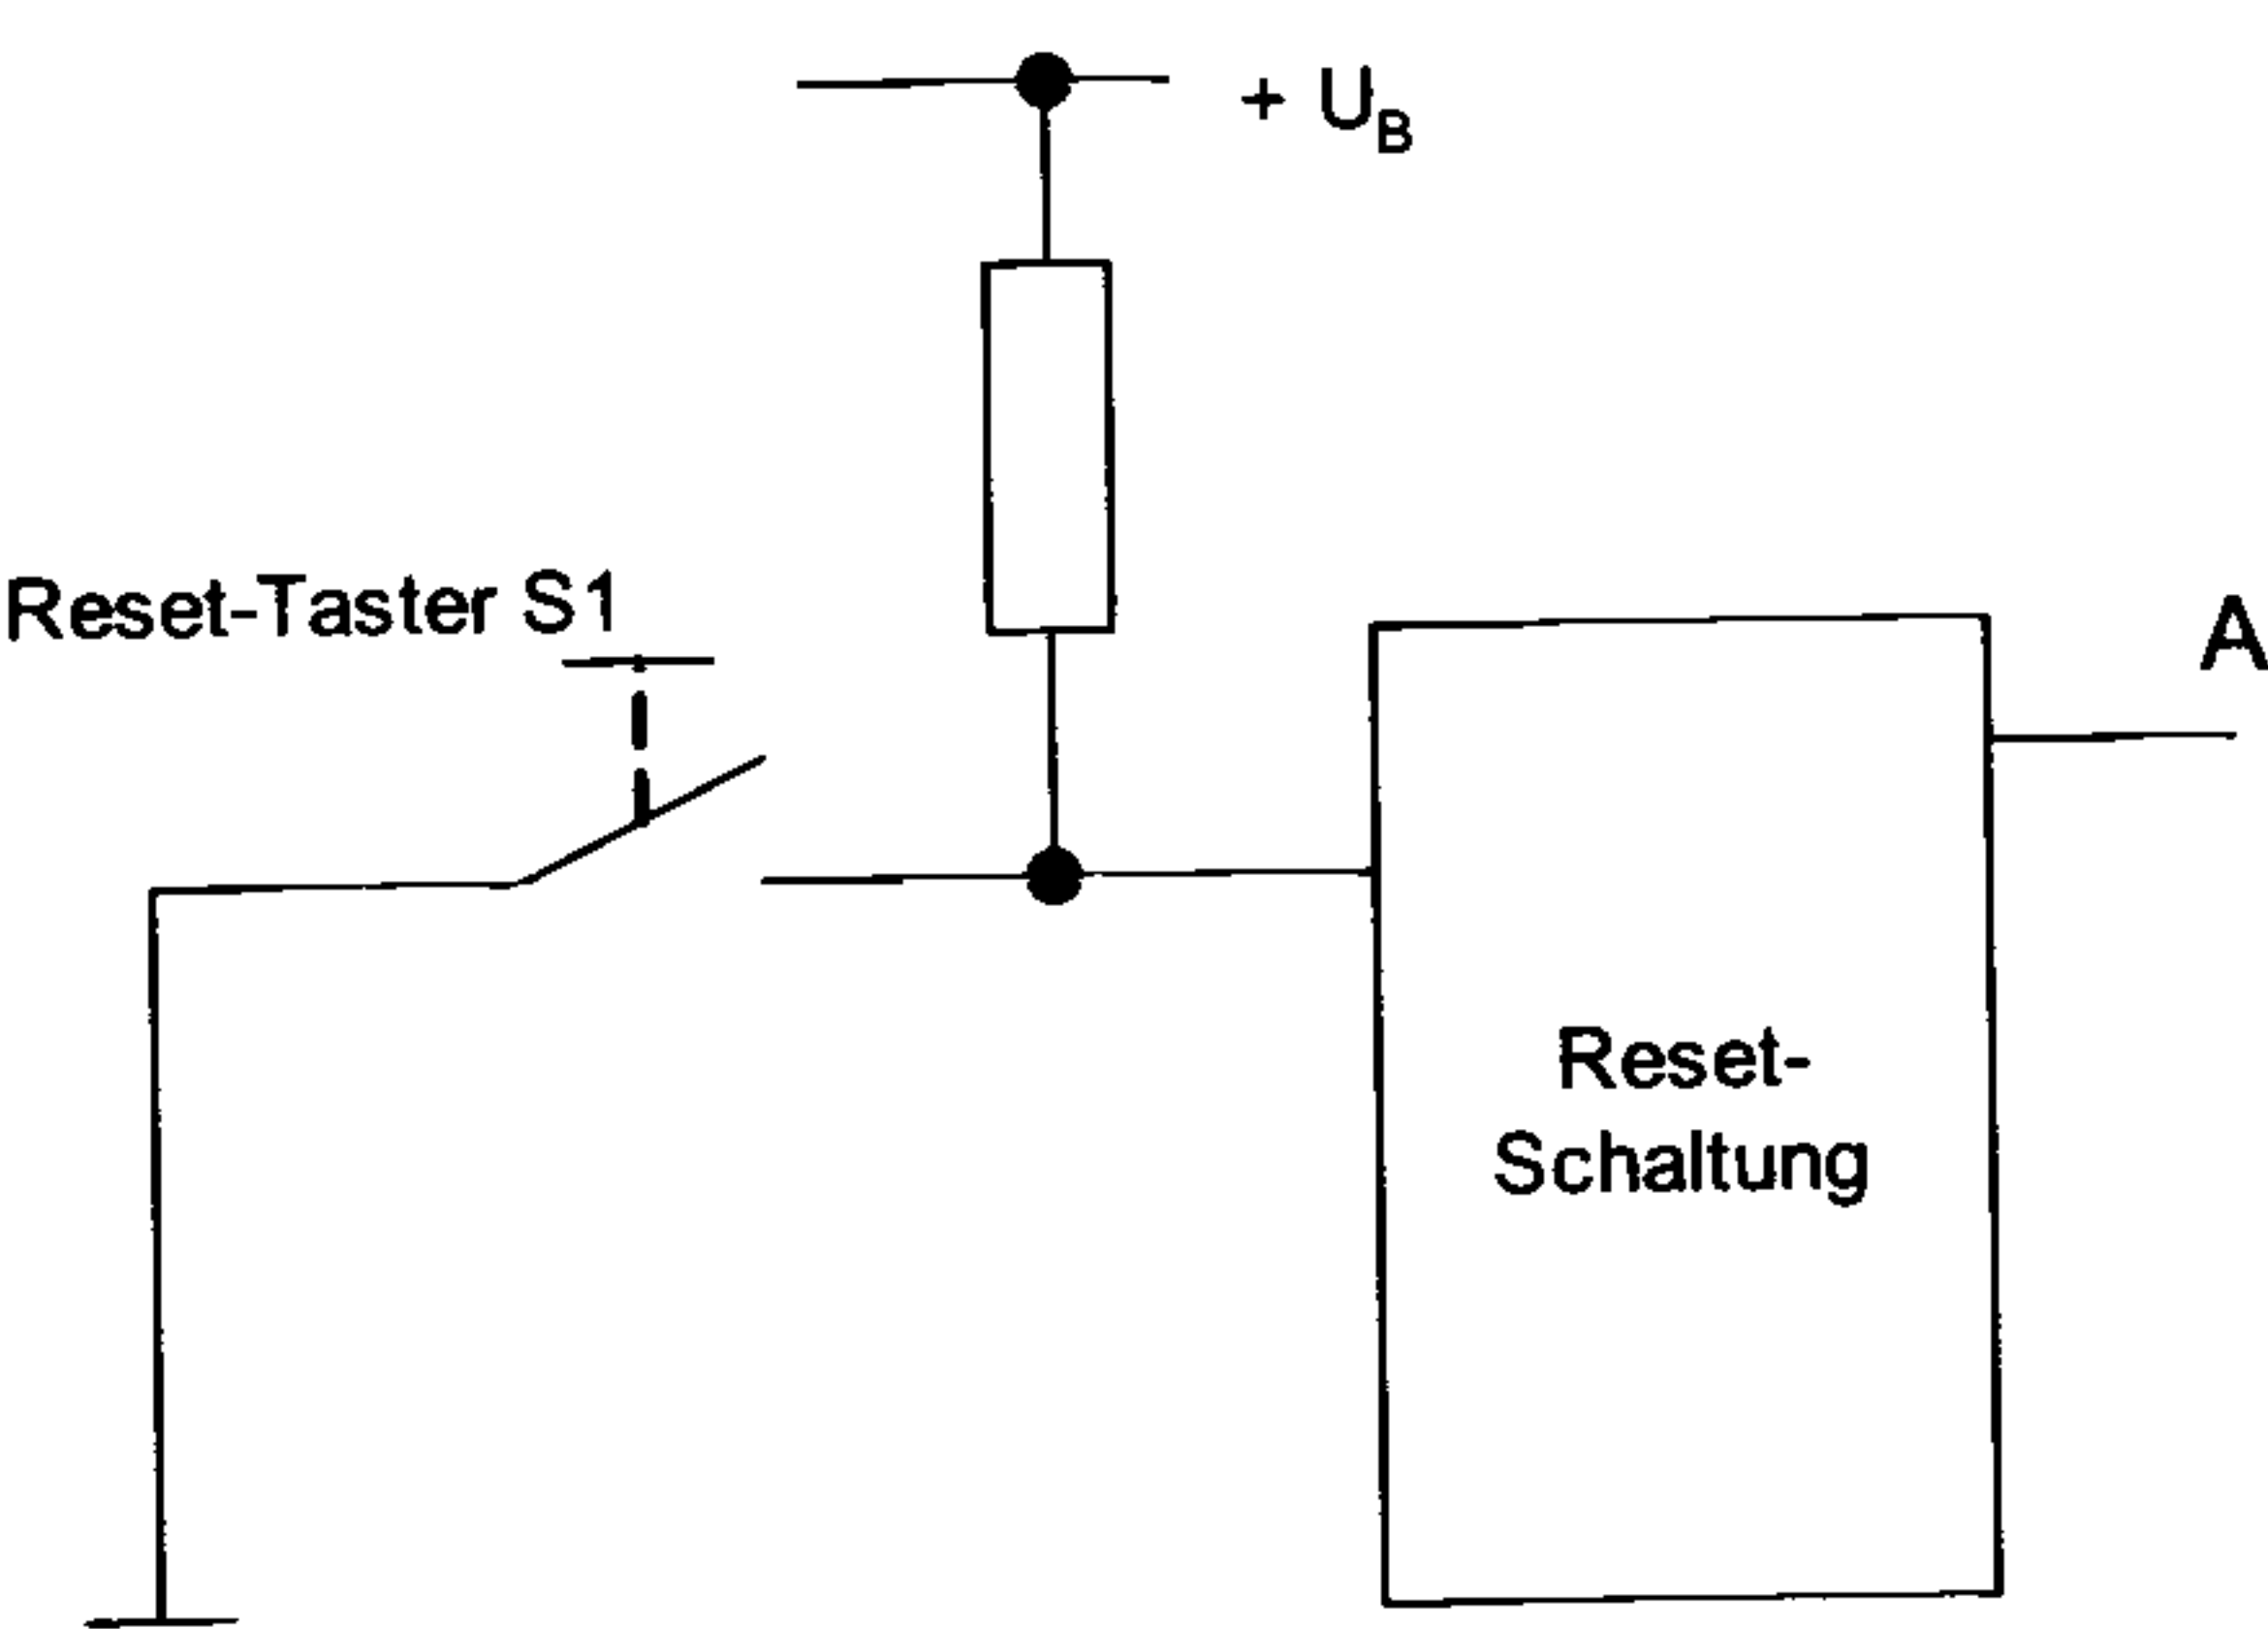 + U_B
Reset-Taster S1
A
Reset-
Schaltung